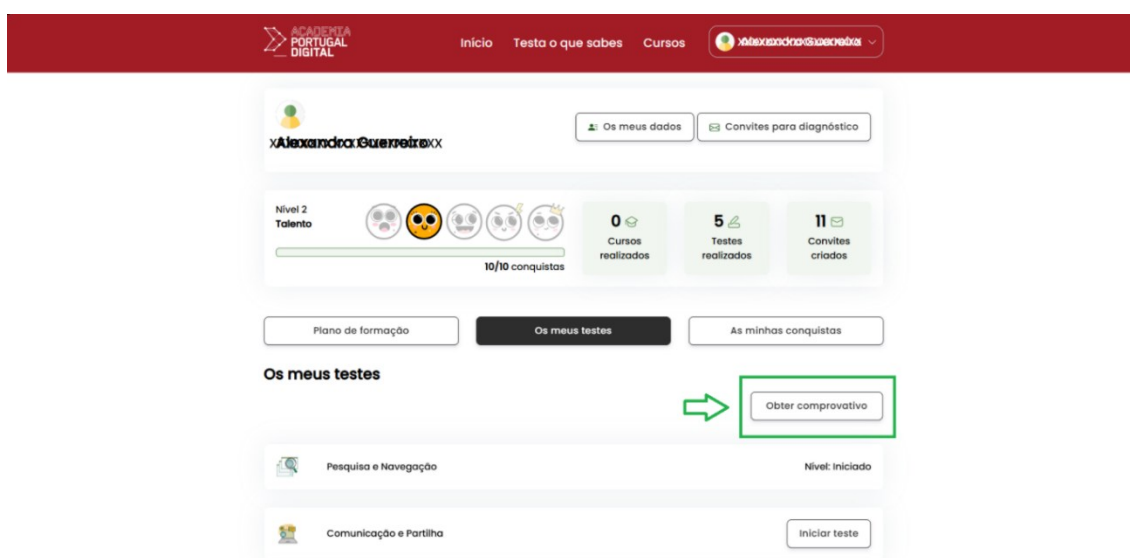 ACADEMIA
PORTUGAL
DIGITAL
Início Testa o que sabes Cursos
Os meus dados Convites para diagnóstico
Alexandra Guerreiro
Nível 2
Talento
10/10 conquistas
0
Cursos
realizados
5
Testes
realizados
11
Convites
criados
Plano de formação Os meus testes As minhas conquistas
Os meus testes
Obter comprovativo
Pesquisa e Navegação Nível: Iniciado
Comunicação e Partilha Iniciar teste